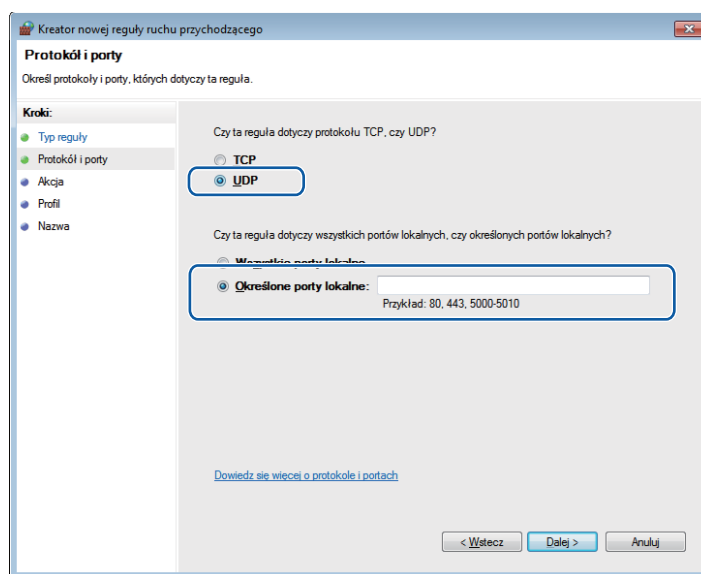 Kreator nowej reguły ruchu przychodzącego
Protokół i porty
Określ protokoły i porty, których dotyczy ta reguła.
Kroki:
Typ reguły
Protokół i porty
Akcja
Profil
Nazwa
Czy ta reguła dotyczy protokołu TCP, czy UDP?
TCP
UDP
Czy ta reguła dotyczy wszystkich portów lokalnych, czy określonych portów lokalnych?
Wszystkie porty lokalne
Określone porty lokalne:
Przykład: 80, 443, 5000-5010
Dowiedz się więcej o protokole i portach
< Wstecz
Dalej >
Anuluj